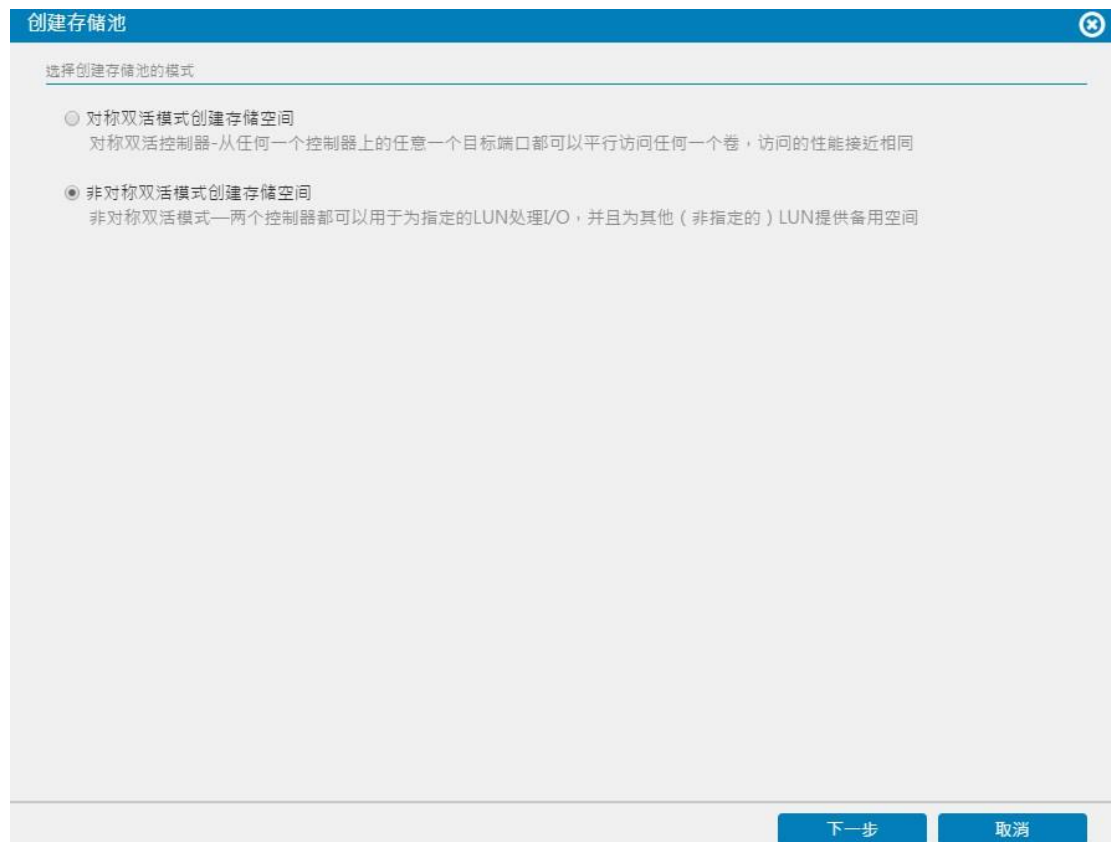 创建存储池
选择创建存储池的模式
对称双活模式创建存储空间
对称双活控制器-从任何一个控制器上的任意一个目标端口都可以平行访问任何一个卷，访问的性能接近相同
非对称双活模式创建存储空间
非对称双活模式—两个控制器都可以用于为指定的LUN处理I/O，并且为其他（非指定的）LUN提供备用空间
下一步
取消